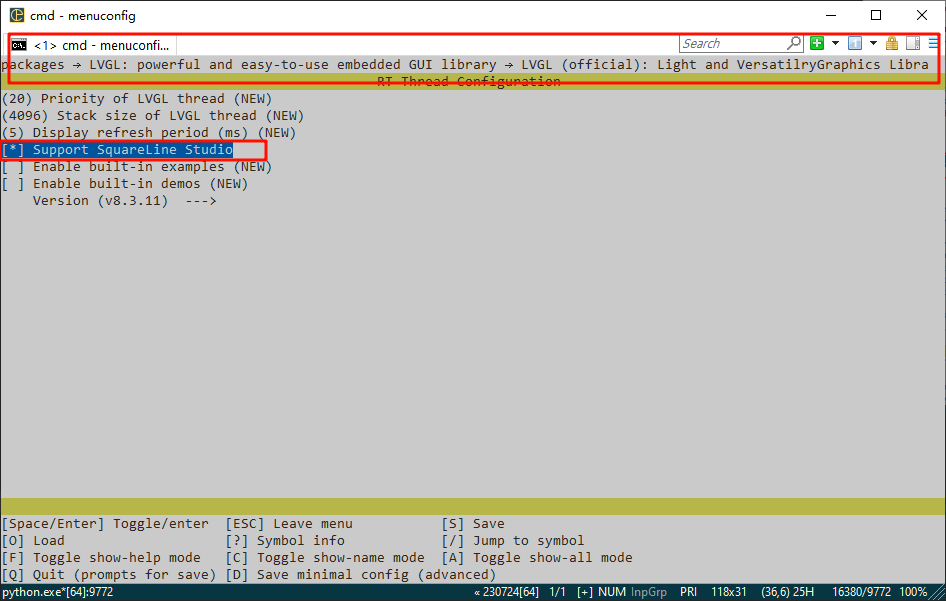 cmd - menuconfig
<1> cmd - menuconfi...
Search
packages → LVGL: powerful and easy-to-use embedded GUI library → LVGL (official): Light and VersatilryGraphics Libra
RT-Thread Configuration
(20) Priority of LVGL thread (NEW)
(4096) Stack size of LVGL thread (NEW)
(5) Display refresh period (ms) (NEW)
[*] Support SquareLine Studio
[ ] Enable built-in examples (NEW)
[ ] Enable built-in demos (NEW)
Version (v8.3.11)  --->
[Space/Enter] Toggle/enter  [ESC] Leave menu  [S] Save
[O] Load  [?] Symbol info  [/] Jump to symbol
[F] Toggle show-help mode  [C] Toggle show-name mode  [A] Toggle show-all mode
[Q] Quit (prompts for save)  [D] Save minimal config (advanced)
python.exe*[64]:9772  « 230724[64]  1/1  [+] NUM InpGrp  PRI  118x31  (36,6) 25H  16380/9772  100%